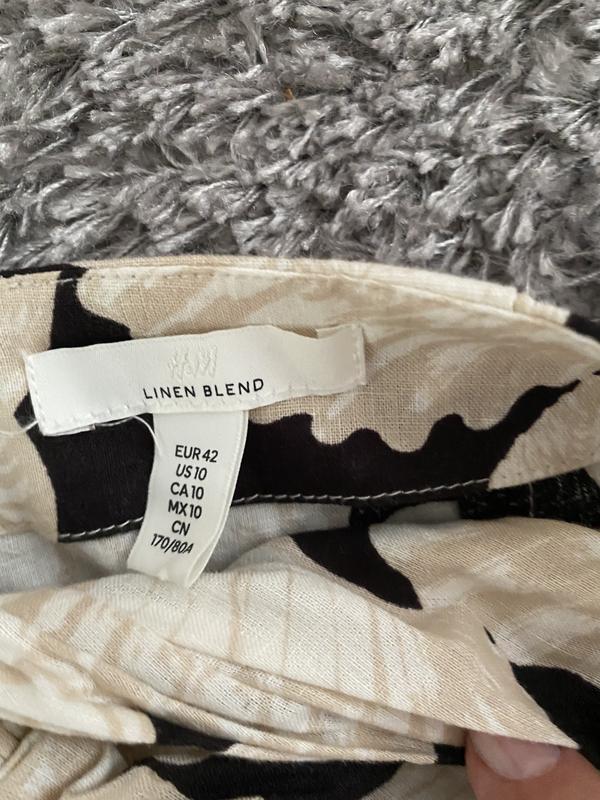 H&M
LINEN BLEND
EUR 42
US 10
CA 10
MX 10
CN
170/80A